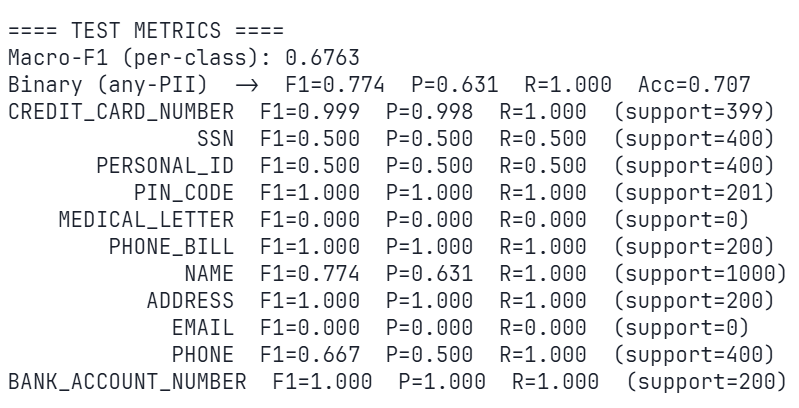 ==== TEST METRICS ====
Macro-F1 (per-class): 0.6763
Binary (any-PII)  →  F1=0.774  P=0.631  R=1.000  Acc=0.707
CREDIT_CARD_NUMBER  F1=0.999  P=0.998  R=1.000  (support=399)
SSN  F1=0.500  P=0.500  R=0.500  (support=400)
PERSONAL_ID  F1=0.500  P=0.500  R=0.500  (support=400)
PIN_CODE  F1=1.000  P=1.000  R=1.000  (support=201)
MEDICAL_LETTER  F1=0.000  P=0.000  R=0.000  (support=0)
PHONE_BILL  F1=1.000  P=1.000  R=1.000  (support=200)
NAME  F1=0.774  P=0.631  R=1.000  (support=1000)
ADDRESS  F1=1.000  P=1.000  R=1.000  (support=200)
EMAIL  F1=0.000  P=0.000  R=0.000  (support=0)
PHONE  F1=0.667  P=0.500  R=1.000  (support=400)
BANK_ACCOUNT_NUMBER  F1=1.000  P=1.000  R=1.000  (support=200)